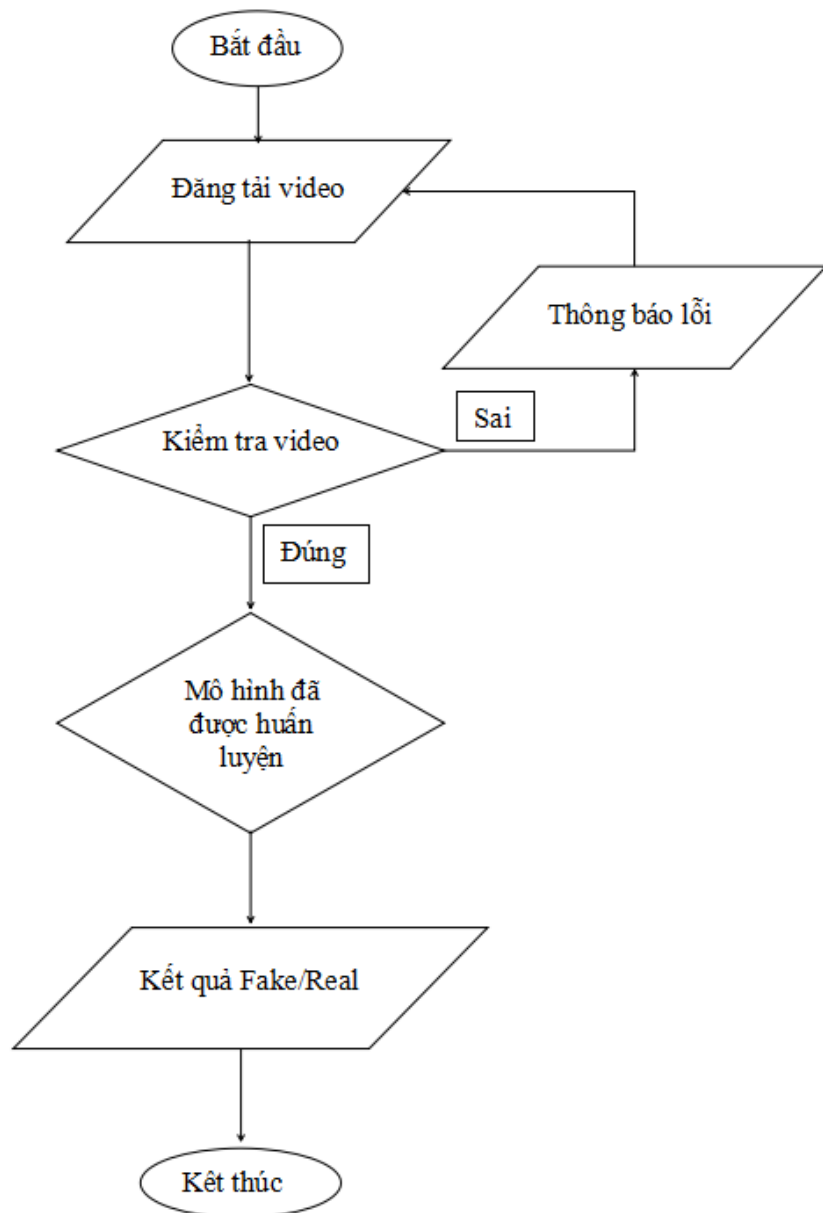 Bắt đầu
Đăng tải video
Thông báo lỗi
Kiểm tra video
Sai
Đúng
Mô hình đã
được huấn
luyện
Kết quả Fake/Real
Kêt thúc